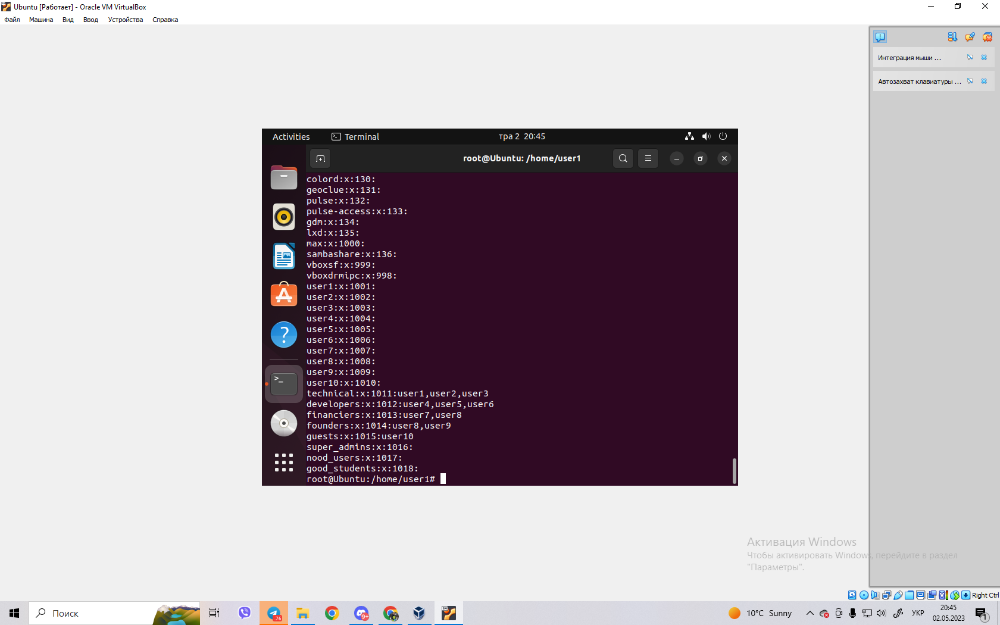 Ubuntu [Работает] - Oracle VM VirtualBox
Файл Машина Вид Ввод Устройства Справка
Интеграция мыши ...
Автозахват клавиатуры ...
Activities Terminal тра 2 20:45
root@Ubuntu: /home/user1
colord:x:130:
geoclue:x:131:
pulse:x:132:
pulse-access:x:133:
gdm:x:134:
lxd:x:135:
max:x:1000:
sambashare:x:136:
vboxsf:x:999:
vboxdrmipc:x:998:
user1:x:1001:
user2:x:1002:
user3:x:1003:
user4:x:1004:
user5:x:1005:
user6:x:1006:
user7:x:1007:
user8:x:1008:
user9:x:1009:
user10:x:1010:
technical:x:1011:user1,user2,user3
developers:x:1012:user4,user5,user6
financiers:x:1013:user7,user8
founders:x:1014:user8,user9
guests:x:1015:user10
super_admins:x:1016:
nood_users:x:1017:
good_students:x:1018:
root@Ubuntu:/home/user1#
Активация Windows
Чтобы активировать Windows, перейдите в раздел
"Параметры".
Right Ctrl
Поиск
76
9+
64
10°C Sunny
УКР
20:45
02.05.2023
1